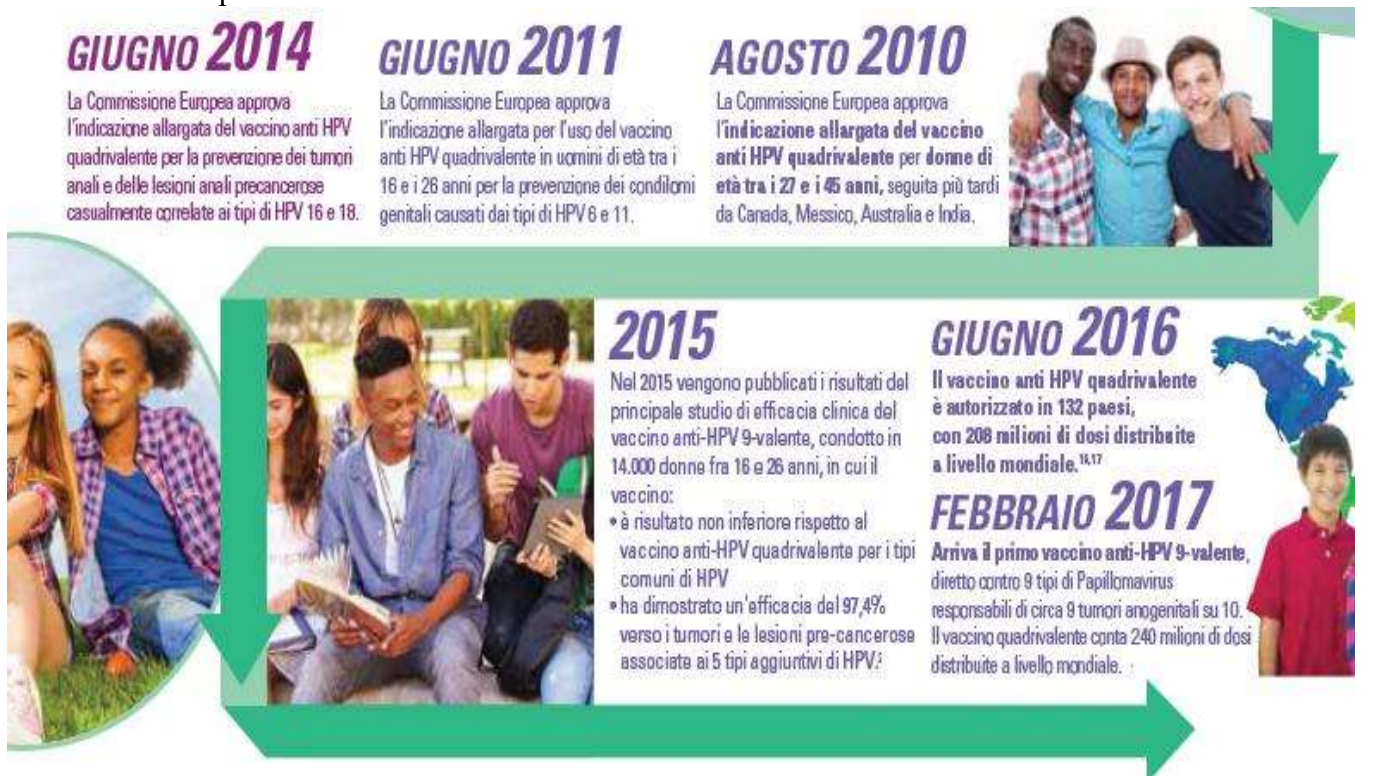 GIUGNO 2014
La Commissione Europea approva
l'indicazione allargata del vaccino anti HPV
quadrivalente per la prevenzione dei tumori
anali e delle lesioni anali precancerose
casualmente correlate ai tipi di HPV 16 e 18.
GIUGNO 2011
La Commissione Europea approva
l'indicazione allargata per l'uso del vaccino
anti HPV quadrivalente in uomini di età tra i
16 e i 26 anni per la prevenzione dei condilomi
genitali causati dai tipi di HPV 6 e 11.
AGOSTO 2010
La Commissione Europea approva
l'indicazione allargata del vaccino
anti HPV quadrivalente per donne di
età tra i 27 e i 45 anni, seguita più tardi
da Canada, Messico, Australia e India.
2015
Nel 2015 vengono pubblicati i risultati del
principale studio di efficacia clinica del
vaccino anti-HPV 9-valente, condotto in
14.000 donne fra 16 e 26 anni, in cui il
vaccino:
• è risultato non inferiore rispetto al
vaccino anti-HPV quadrivalente per i tipi
comuni di HPV
• ha dimostrato un'efficacia del 97,4%
verso i tumori e le lesioni pre-cancerose
associate ai 5 tipi aggiuntivi di HPV.
GIUGNO 2016
Il vaccino anti HPV quadrivalente
è autorizzato in 132 paesi,
con 208 milioni di dosi distribuite
a livello mondiale.
FEBBRAIO 2017
Arriva il primo vaccino anti-HPV 9-valente,
diretto contro 9 tipi di Papillomavirus
responsabili di circa 9 tumori anogenitali su 10.
Il vaccino quadrivalente conta 240 milioni di dosi
distribuite a livello mondiale.